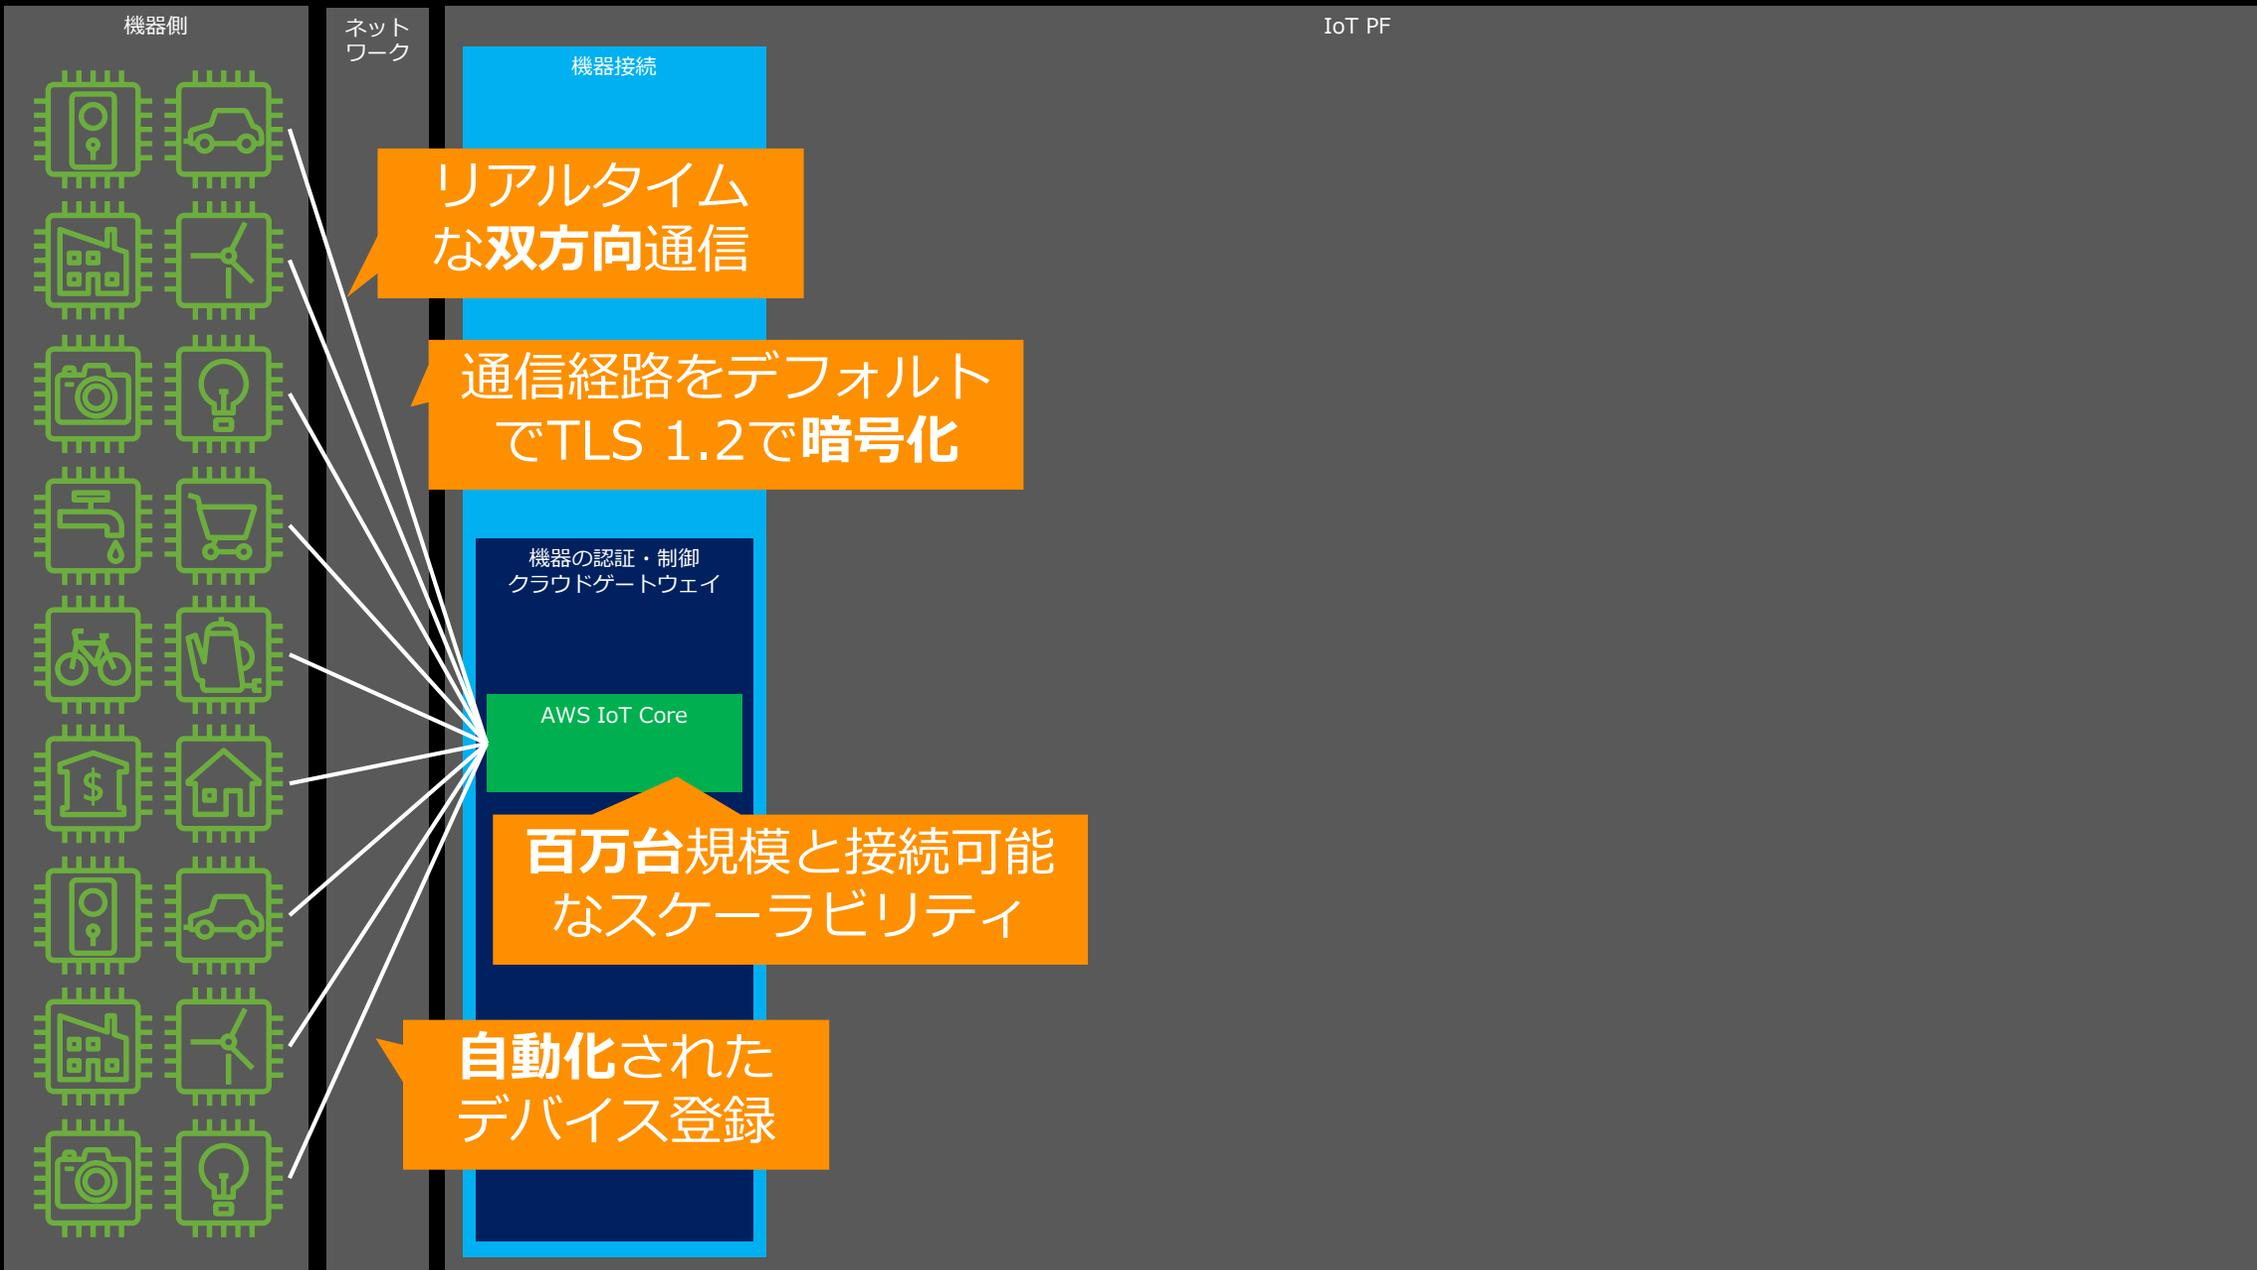 機器側
ネット
ワーク
IoT PF
機器接続
リアルタイム
な双方向通信
通信経路をデフォルト
でTLS 1.2で暗号化
機器の認証・制御
クラウドゲートウェイ
AWS IoT Core
$
百万台規模と接続可能
なスケーラビリティ
自動化された
デバイス登録